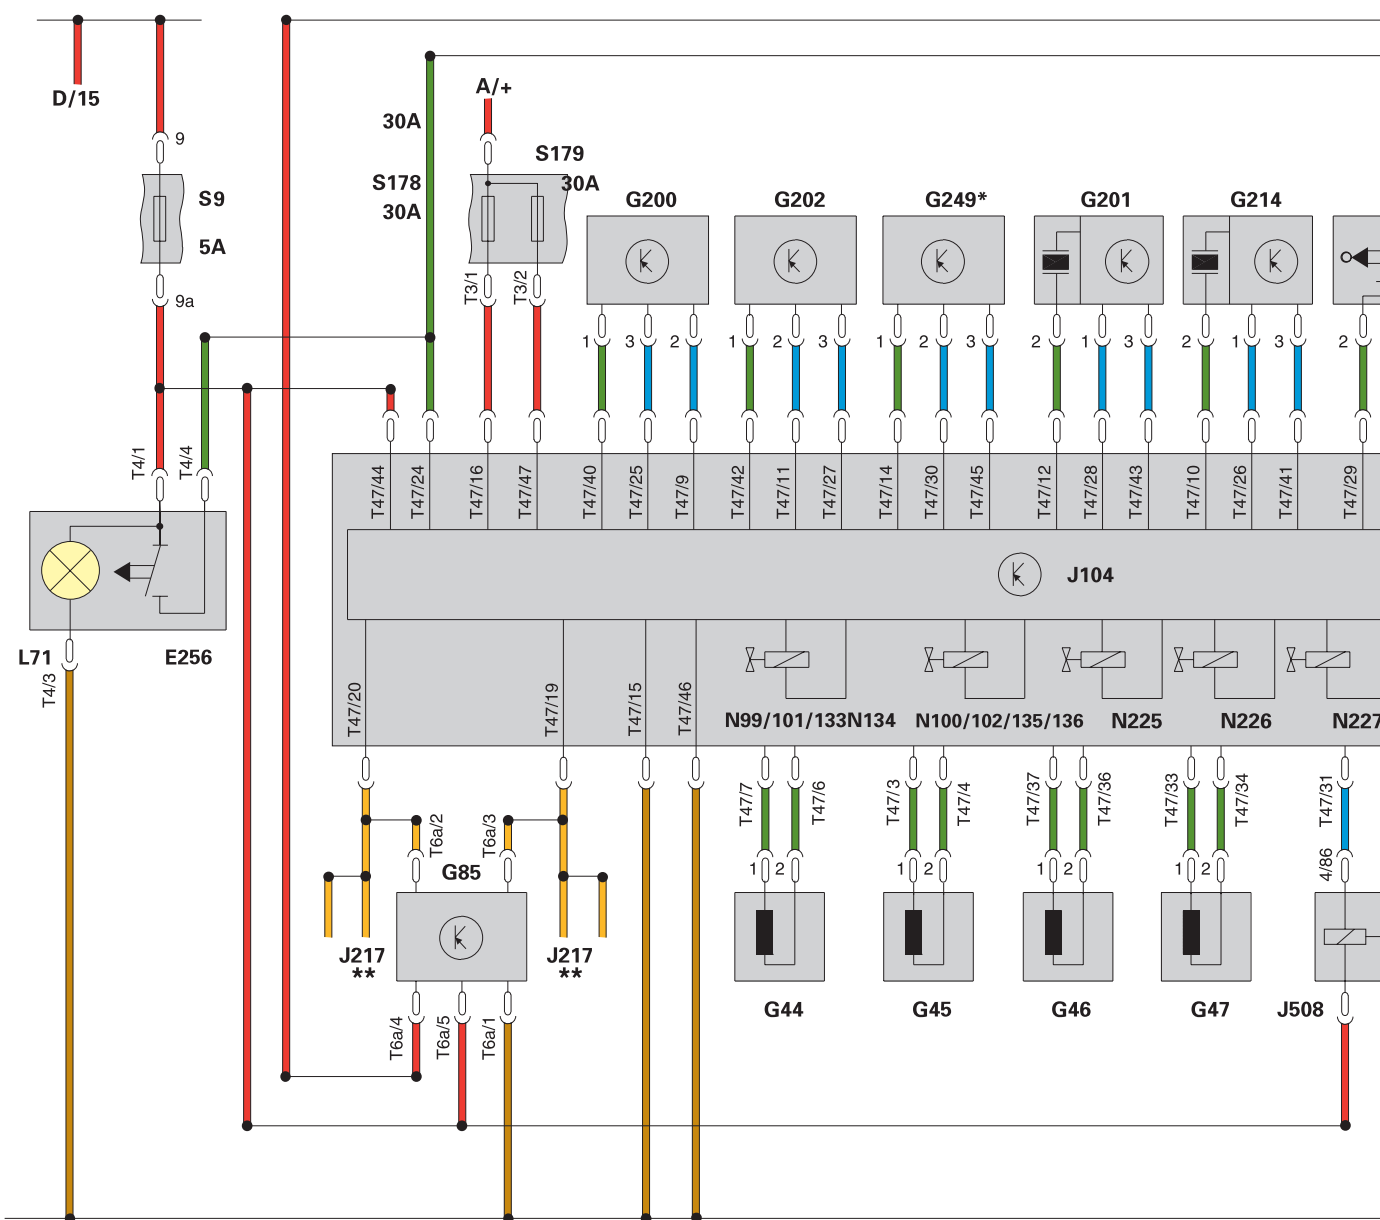 D/15
A/+
9
30A
S179
30A
S178
30A
S9
5A
G200
G202
G249*
G201
G214
T3/1
T3/2
9a
1
3
2
1
2
3
1
2
3
2
1
3
2
1
3
2
T4/1
T4/4
T47/44
T47/24
T47/16
T47/47
T47/40
T47/25
T47/9
T47/42
T47/11
T47/27
T47/14
T47/30
T47/45
T47/12
T47/28
T47/43
T47/10
T47/26
T47/41
T47/29
J104
L71
E256
T4/3
T47/20
T47/19
T47/15
T47/46
N99/101/133N134
N100/102/135/136
N225
N226
N227
T47/7
T47/6
T47/3
T47/4
T47/37
T47/36
T47/33
T47/34
T47/31
T6a/2
T6a/3
G85
1
2
1
2
1
2
1
2
4/86
J217
**
J217
**
G44
G45
G46
G47
J508
T6a/4
T6a/5
T6a/1